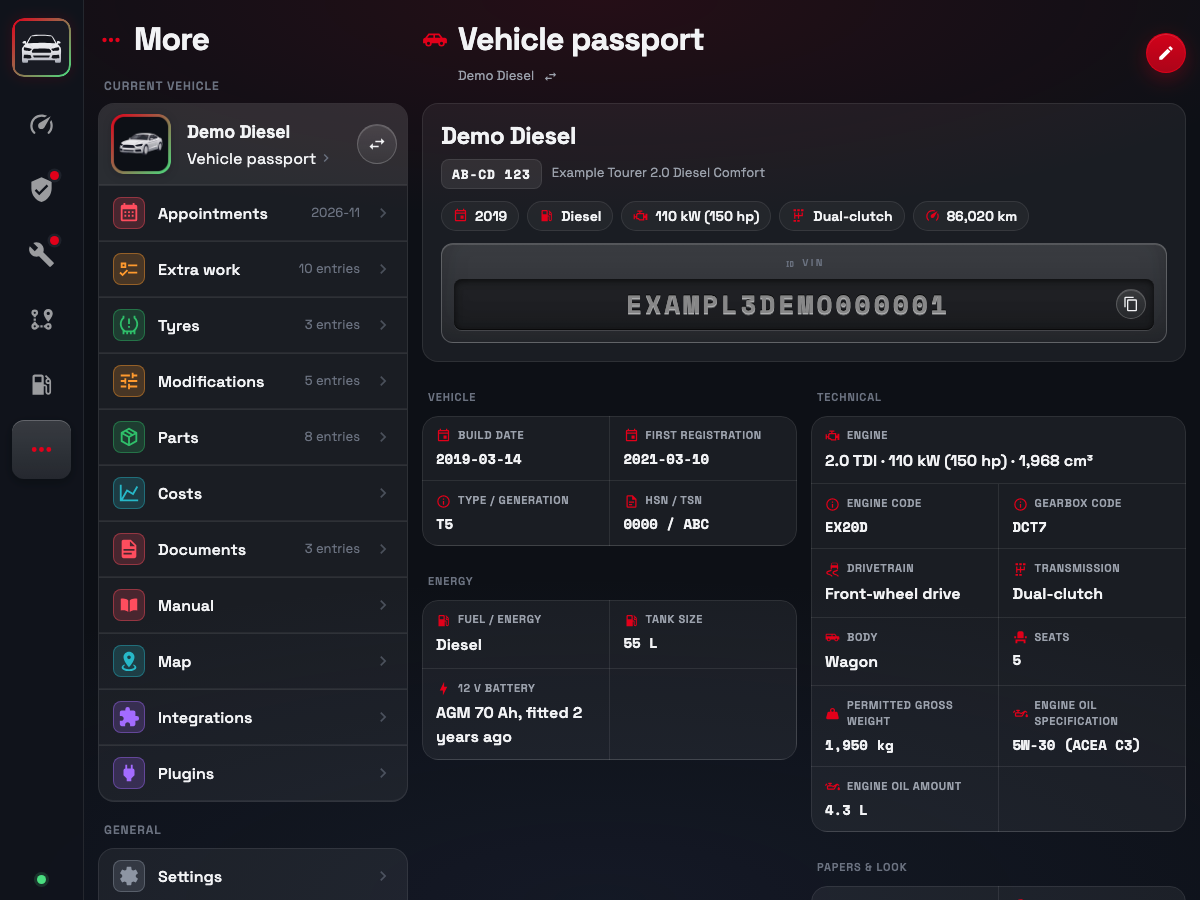 More
CURRENT VEHICLE
Demo Diesel
Vehicle passport
Appointments 2026-11
Extra work 10 entries
Tyres 3 entries
Modifications 5 entries
Parts 8 entries
Costs
Documents 3 entries
Manual
Map
Integrations
Plugins
GENERAL
Settings
Vehicle passport
Demo Diesel
Demo Diesel
AB-CD 123 Example Tourer 2.0 Diesel Comfort
2019 Diesel 110 kW (150 hp) Dual-clutch 86,020 km
VIN
EXAMPL3DEMO000001
VEHICLE
BUILD DATE FIRST REGISTRATION
2019-03-14 2021-03-10
TYPE / GENERATION HSN / TSN
T5 0000 / ABC
ENERGY
FUEL / ENERGY TANK SIZE
Diesel 55 L
12 V BATTERY
AGM 70 Ah, fitted 2
years ago
TECHNICAL
ENGINE
2.0 TDI · 110 kW (150 hp) · 1,968 cm³
ENGINE CODE GEARBOX CODE
EX20D DCT7
DRIVETRAIN TRANSMISSION
Front-wheel drive Dual-clutch
BODY SEATS
Wagon 5
PERMITTED GROSS
WEIGHT
1,950 kg
ENGINE OIL
SPECIFICATION
5W-30 (ACEA C3)
ENGINE OIL AMOUNT
4.3 L
PAPERS & LOOK